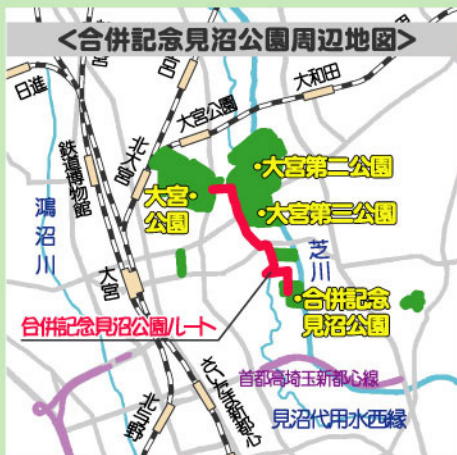 <合併記念見沼公園周辺地図>
日進
宮
大和田
大宮公園
北大宮
鉄道博物館
・大宮第二公園
大宮・
公園
・大宮第三公園
鴻沼川
芝川
大宮
・合併記念
見沼公園
合併記念見沼公園ルート
首都高埼玉新都心線
見沼代用水西縁
北与野
さいたま新都心